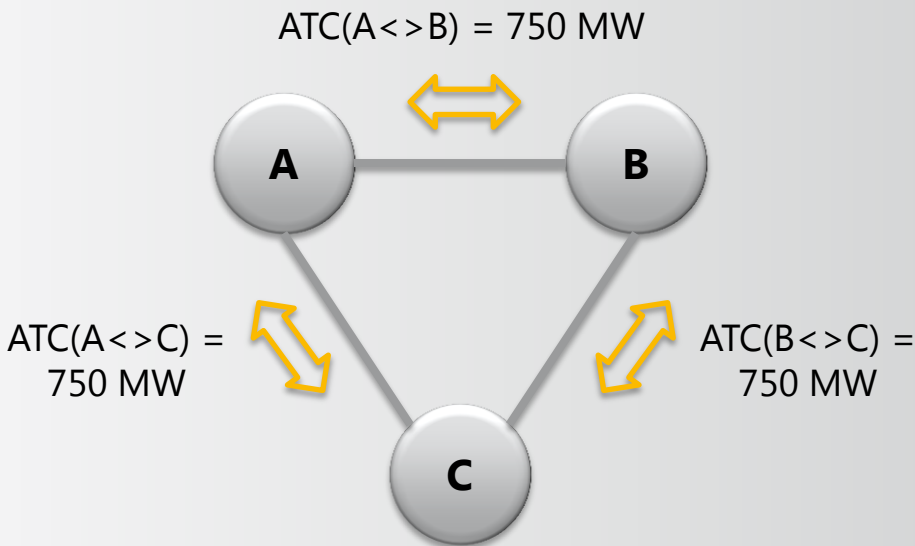 ATC(A<>B) = 750 MW
A
B
ATC(A<>C) =
750 MW
ATC(B<>C) =
750 MW
C